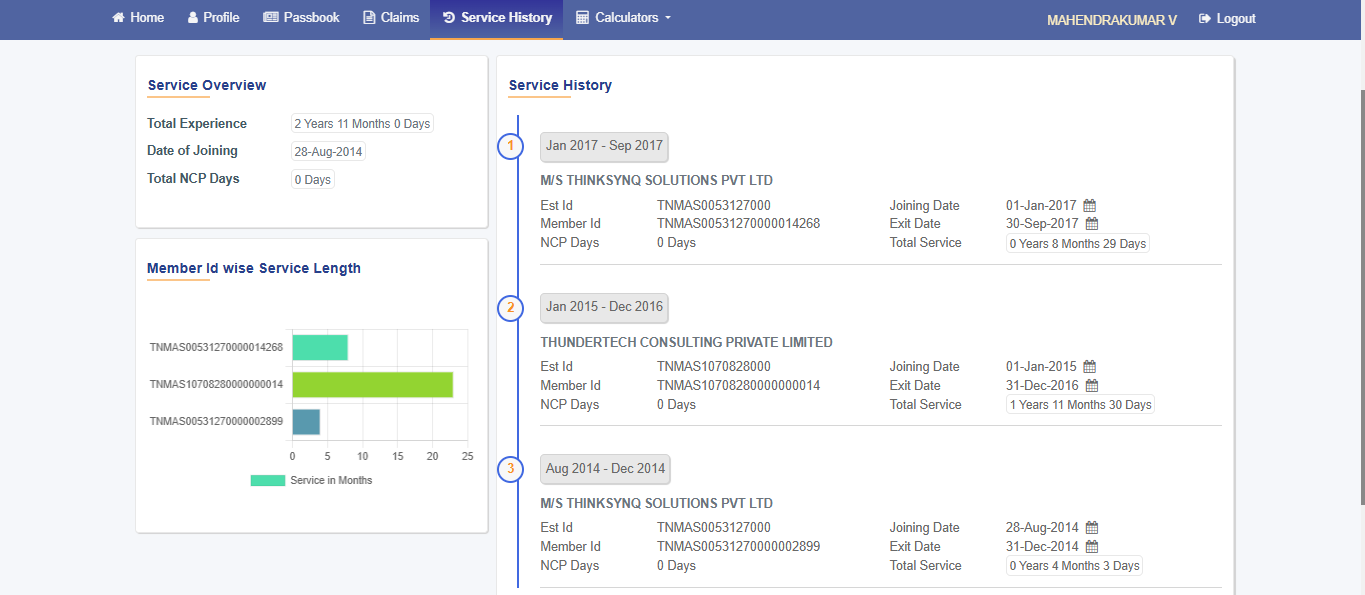 Home Profile Passbook Claims Service History Calculators MAHENDRAKUMAR V Logout
Service Overview
Total Experience 2 Years 11 Months 0 Days
Date of Joining 28-Aug-2014
Total NCP Days 0 Days
Member Id wise Service Length
TNMAS00531270000014268
TNMAS10708280000000014
TNMAS00531270000002899
0 5 10 15 20 25
Service in Months
Service History
1
Jan 2017 - Sep 2017
M/S THINKSYNQ SOLUTIONS PVT LTD
Est Id TNMAS0053127000 Joining Date 01-Jan-2017
Member Id TNMAS00531270000014268 Exit Date 30-Sep-2017
NCP Days 0 Days Total Service 0 Years 8 Months 29 Days
2
Jan 2015 - Dec 2016
THUNDERTECH CONSULTING PRIVATE LIMITED
Est Id TNMAS1070828000 Joining Date 01-Jan-2015
Member Id TNMAS10708280000000014 Exit Date 31-Dec-2016
NCP Days 0 Days Total Service 1 Years 11 Months 30 Days
3
Aug 2014 - Dec 2014
M/S THINKSYNQ SOLUTIONS PVT LTD
Est Id TNMAS0053127000 Joining Date 28-Aug-2014
Member Id TNMAS00531270000002899 Exit Date 31-Dec-2014
NCP Days 0 Days Total Service 0 Years 4 Months 3 Days